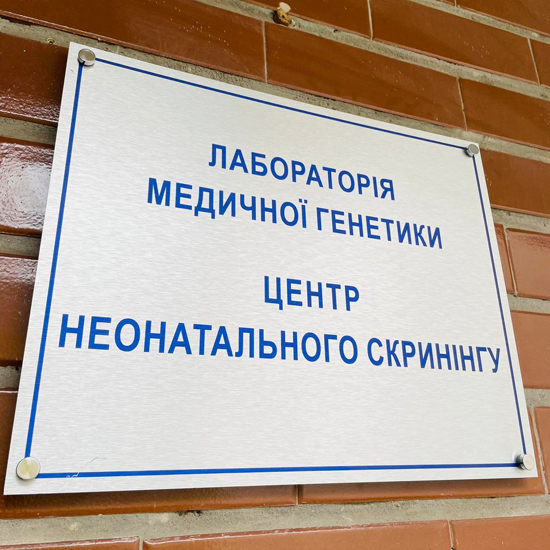 ЛАБОРАТОРІЯ
МЕДИЧНОЇ ГЕНЕТИКИ
ЦЕНТР
НЕОНАТАЛЬНОГО СКРИНІНГУ